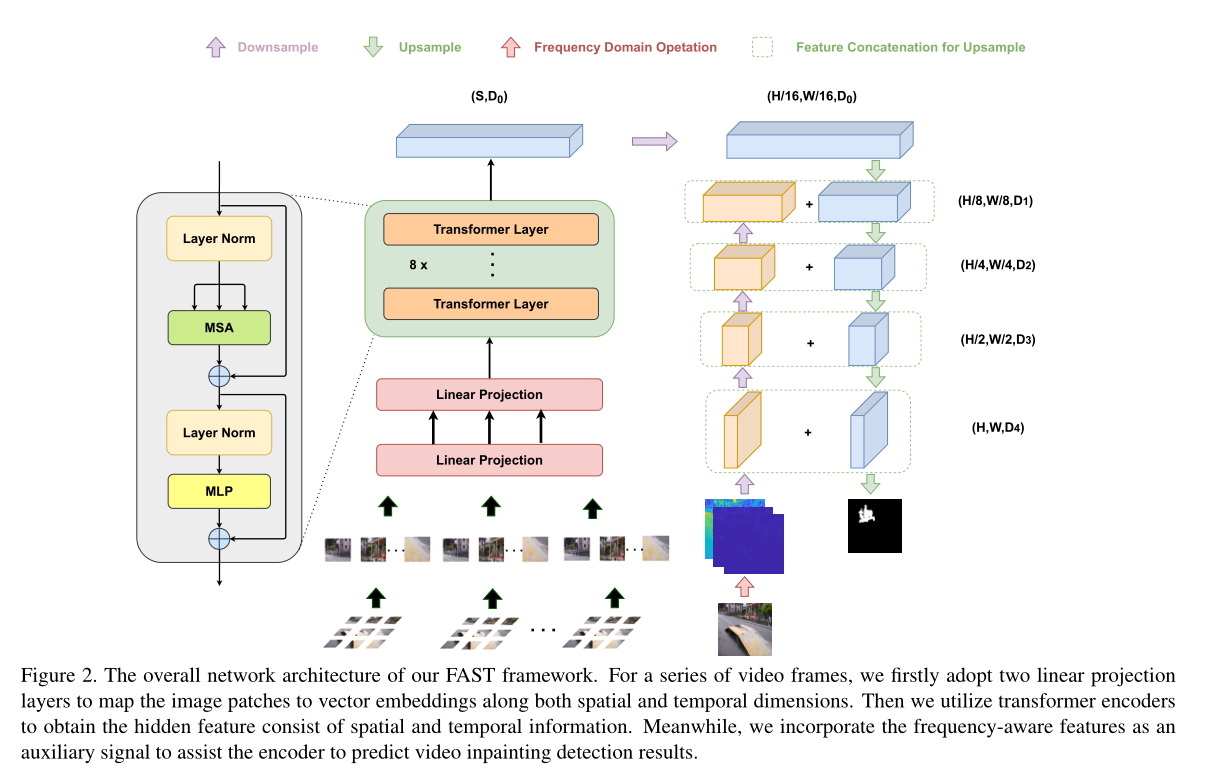 Downsample Upsample Frequency Domain Opetation Feature Concatenation for Upsample
(S,D0) (H/16,W/16,D0)
Layer Norm
MSA
Layer Norm
MLP
Transformer Layer
8 x
Transformer Layer
Linear Projection
Linear Projection
+ (H/8,W/8,D1)
+ (H/4,W/4,D2)
+ (H/2,W/2,D3)
+ (H,W,D4)
Figure 2. The overall network architecture of our FAST framework. For a series of video frames, we firstly adopt two linear projection
layers to map the image patches to vector embeddings along both spatial and temporal dimensions. Then we utilize transformer encoders
to obtain the hidden feature consist of spatial and temporal information. Meanwhile, we incorporate the frequency-aware features as an
auxiliary signal to assist the encoder to predict video inpainting detection results.